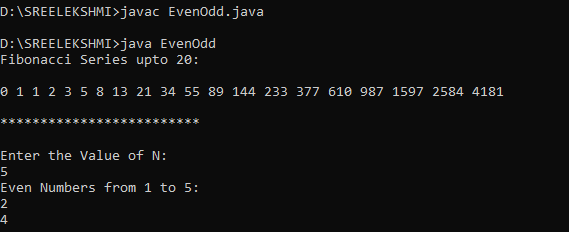 D:\SREELEKSHMI>javac EvenOdd.java
D:\SREELEKSHMI>java EvenOdd
Fibonacci Series upto 20:
0 1 1 2 3 5 8 13 21 34 55 89 144 233 377 610 987 1597 2584 4181
*************************
Enter the Value of N:
5
Even Numbers from 1 to 5:
2
4